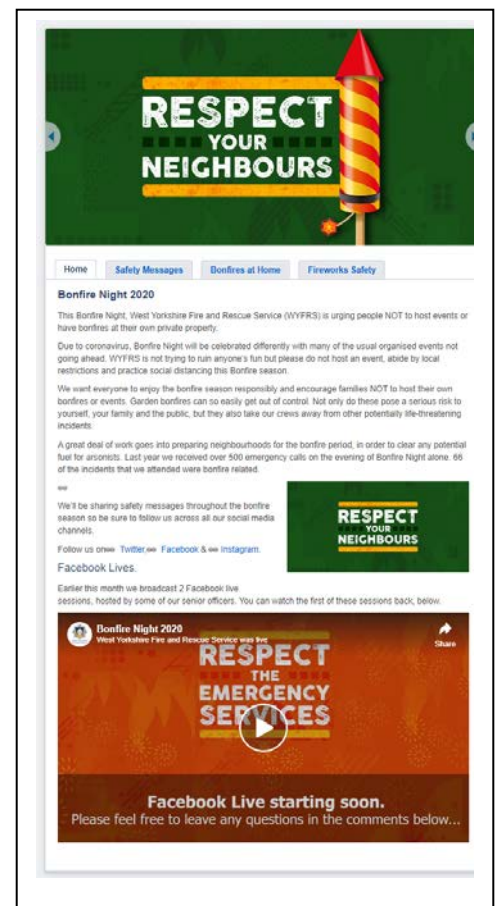 RESPECT
YOUR
NEIGHBOURS
Home Safety Messages Bonfires at Home Fireworks Safety
Bonfire Night 2020
This Bonfire Night, West Yorkshire Fire and Rescue Service (WYFRS) is urging people NOT to host events or
have bonfires at their own private property.
Due to coronavirus, Bonfire Night will be celebrated differently with many of the usual organised events not
going ahead. WYFRS is not trying to ruin anyone's fun but please do not host an event, abide by local
restrictions and practice social distancing this Bonfire season.
We want everyone to enjoy the bonfire season responsibly and encourage families NOT to host their own
bonfires or events. Garden bonfires can so easily get out of control. Not only do these pose a serious risk to
yourself, your family and the public, but they also take our crews away from other potentially life-threatening
incidents.
A great deal of work goes into preparing neighbourhoods for the bonfire period, in order to clear any potential
fuel for arsonists. Last year we received over 500 emergency calls on the evening of Bonfire Night alone. 66
of the incidents that we attended were bonfire related.
We'll be sharing safety messages throughout the bonfire
season so be sure to follow us across all our social media
channels.
Follow us on Twitter, Facebook & Instagram.
RESPECT
YOUR
NEIGHBOURS
Facebook Lives.
Earlier this month we broadcast 2 Facebook live
sessions, hosted by some of our senior officers. You can watch the first of these sessions back, below.
Bonfire Night 2020
West Yorkshire Fire and Rescue Service was live
Share
RESPECT
THE
EMERGENCY
SERVICES
Facebook Live starting soon.
Please feel free to leave any questions in the comments below...